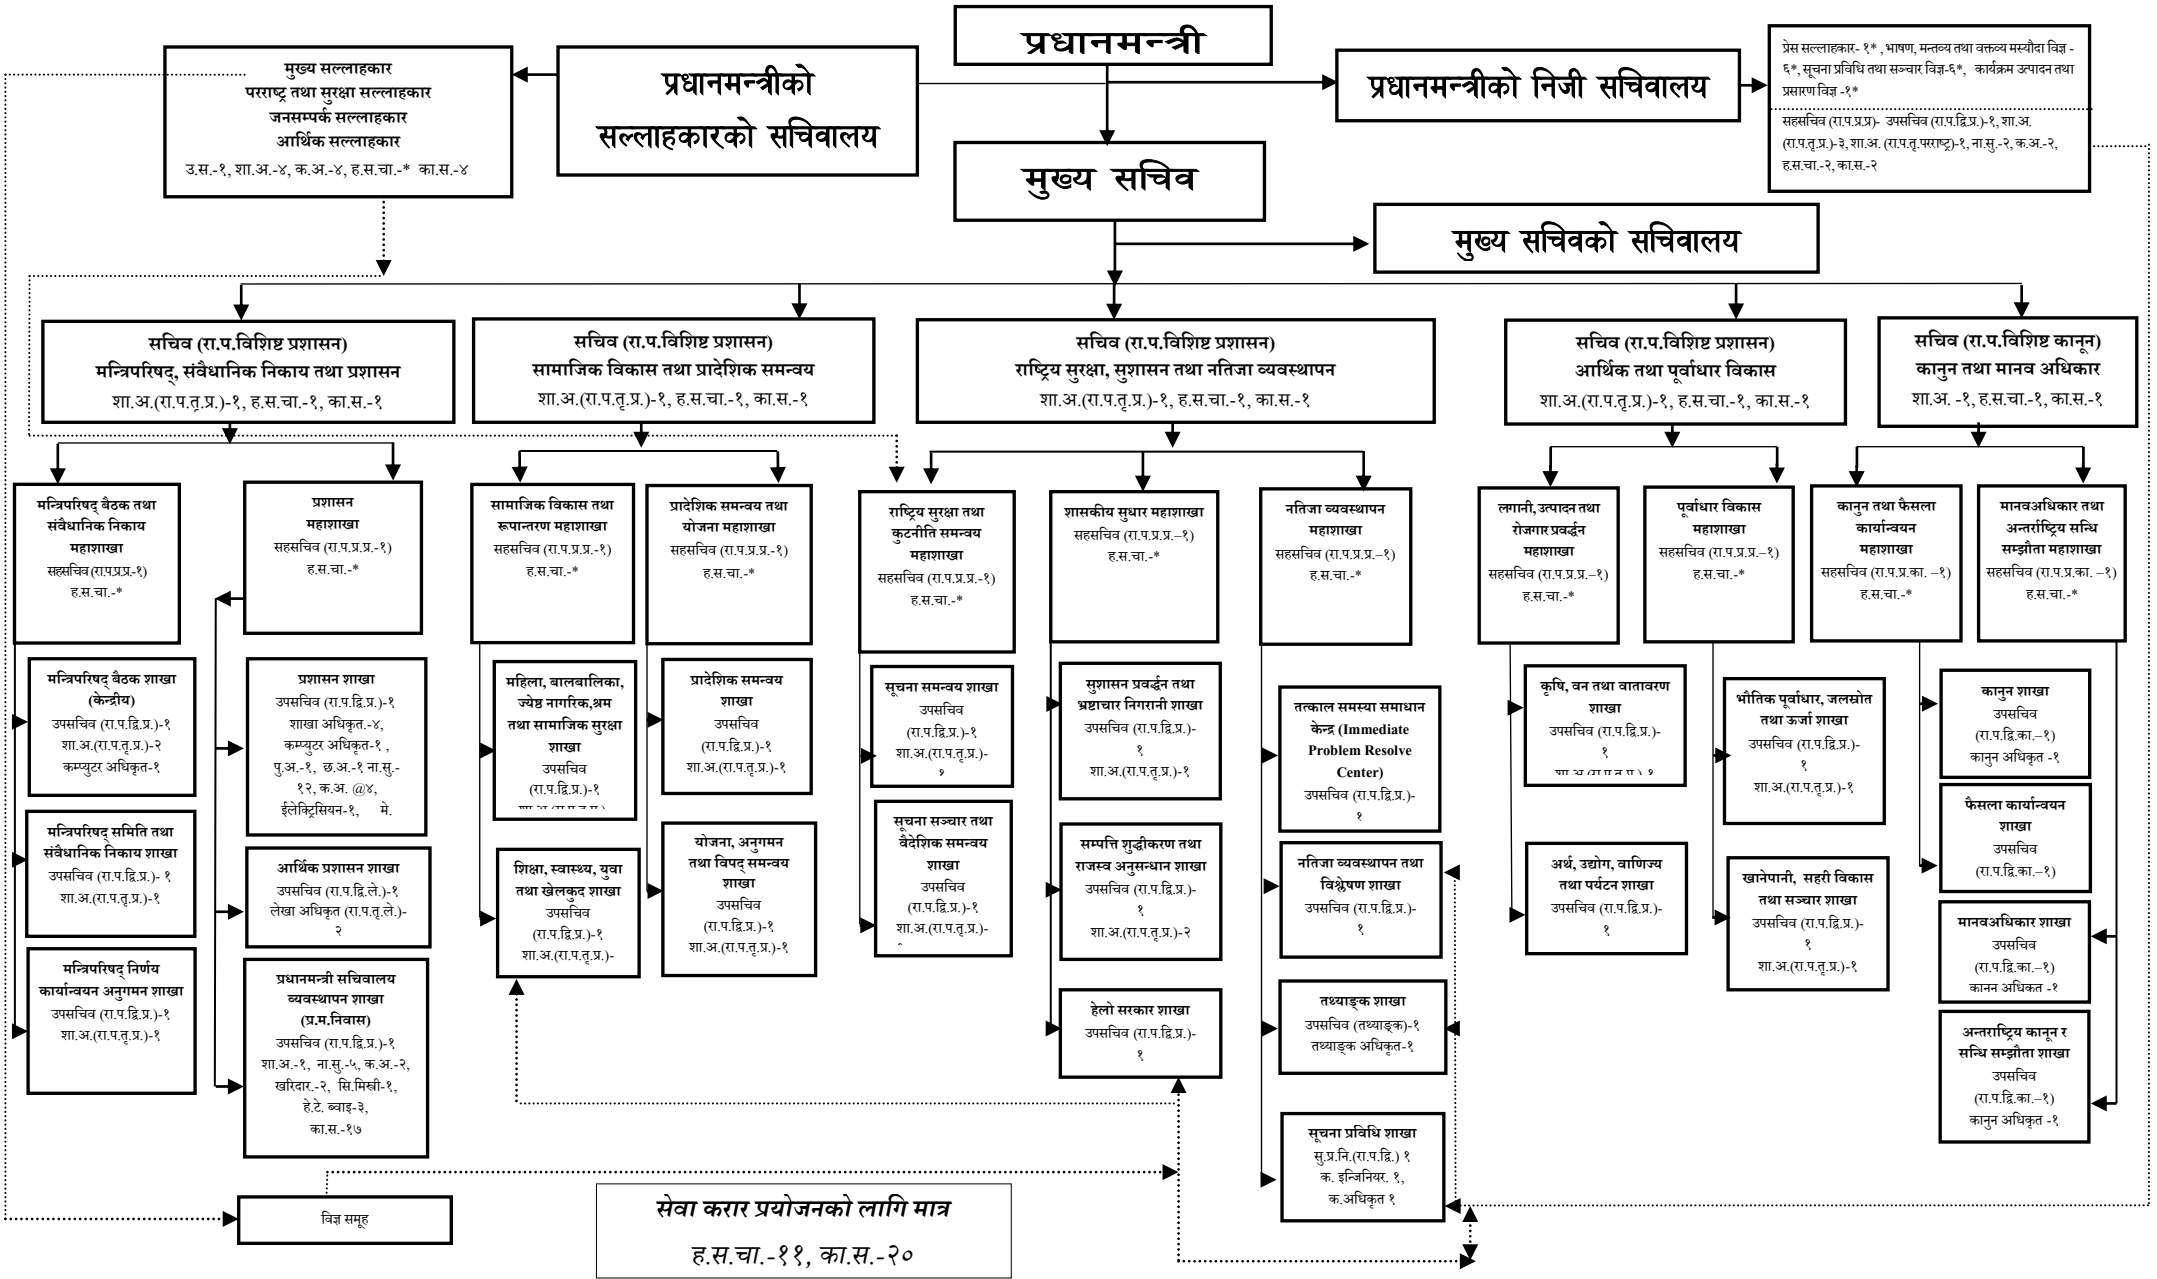 प्रधानमन्त्री
मुख्य सल्लाहकार
परराष्ट्र तथा सुरक्षा सल्लाहकार
जनसम्पर्क सल्लाहकार
आर्थिक सल्लाहकार
उ.स.-१, शा.अ.-४, क.अ.-४, ह.स.चा.-* का.स.-४
प्रधानमन्त्रीको
सल्लाहकारको सचिवालय
प्रधानमन्त्रीको निजी सचिवालय
प्रेस सल्लाहकार- १* , भाषण, मन्तव्य तथा वक्तव्य मस्यौदा विज्ञ -
६*, सूचना प्रविधि तथा सञ्चार विज्ञ-६*, कार्यक्रम उत्पादन तथा
प्रसारण विज्ञ -१*
सहसचिव (रा.प.प्र.प्र)- उपसचिव (रा.प.द्वि.प्र.)-१, शा.अ.
(रा.प.तृ.प्र.)-३, शा.अ. (रा.प.तृ.परराष्ट्र)-१, ना.सु.-२, क.अ.-२,
ह.स.चा.-२, का.स.-२
मुख्य सचिव
मुख्य सचिवको सचिवालय
सचिव (रा.प.विशिष्ट प्रशासन)
मन्त्रिपरिषद्, संवैधानिक निकाय तथा प्रशासन
शा.अ.(रा.प.तृ.प्र.)-१, ह.स.चा.-१, का.स.-१
सचिव (रा.प.विशिष्ट प्रशासन)
सामाजिक विकास तथा प्रादेशिक समन्वय
शा.अ.(रा.प.तृ.प्र.)-१, ह.स.चा.-१, का.स.-१
सचिव (रा.प.विशिष्ट प्रशासन)
राष्ट्रिय सुरक्षा, सुशासन तथा नतिजा व्यवस्थापन
शा.अ.(रा.प.तृ.प्र.)-१, ह.स.चा.-१, का.स.-१
सचिव (रा.प.विशिष्ट प्रशासन)
आर्थिक तथा पूर्वाधार विकास
शा.अ.(रा.प.तृ.प्र.)-१, ह.स.चा.-१, का.स.-१
सचिव (रा.प.विशिष्ट कानून)
कानुन तथा मानव अधिकार
शा.अ. -१, ह.स.चा.-१, का.स.-१
मन्त्रिपरिषद् बैठक तथा
संवैधानिक निकाय
महाशाखा
सहसचिव (रा.प.प्र.प्र.-१)
ह.स.चा.-*
प्रशासन
महाशाखा
सहसचिव (रा.प.प्र.प्र.-१)
ह.स.चा.-*
सामाजिक विकास तथा
रूपान्तरण महाशाखा
सहसचिव (रा.प.प्र.प्र.-१)
ह.स.चा.-*
प्रादेशिक समन्वय तथा
योजना महाशाखा
सहसचिव (रा.प.प्र.प्र.-१)
ह.स.चा.-*
राष्ट्रिय सुरक्षा तथा
कुटनीति समन्वय
महाशाखा
सहसचिव (रा.प.प्र.प्र.-१)
ह.स.चा.-*
शासकीय सुधार महाशाखा
सहसचिव (रा.प.प्र.प्र.–१)
ह.स.चा.-*
नतिजा व्यवस्थापन
महाशाखा
सहसचिव (रा.प.प्र.प्र.–१)
ह.स.चा.-*
लगानी, उत्पादन तथा
रोजगार प्रवर्द्धन
महाशाखा
सहसचिव (रा.प.प्र.प्र.–१)
ह.स.चा.-*
पूर्वाधार विकास
महाशाखा
सहसचिव (रा.प.प्र.प्र.–१)
ह.स.चा.-*
कानुन तथा फैसला
कार्यान्वयन
महाशाखा
सहसचिव (रा.प.प्र.का. –१)
ह.स.चा.-*
मानवअधिकार तथा
अन्तर्राष्ट्रिय सन्धि
सम्झौता महाशाखा
सहसचिव (रा.प.प्र.का. –१)
ह.स.चा.-*
मन्त्रिपरिषद् बैठक शाखा
(केन्द्रीय)
उपसचिव (रा.प.द्वि.प्र.)-१
शा.अ.(रा.प.तृ.प्र.)-२
कम्प्युटर अधिकृत-१
मन्त्रिपरिषद् समिति तथा
संवैधानिक निकाय शाखा
उपसचिव (रा.प.द्वि.प्र.)- १
शा.अ.(रा.प.तृ.प्र.)-१
मन्त्रिपरिषद् निर्णय
कार्यान्वयन अनुगमन शाखा
उपसचिव (रा.प.द्वि.प्र.)-१
शा.अ.(रा.प.तृ.प्र.)-१
प्रशासन शाखा
उपसचिव (रा.प.द्वि.प्र.)-१
शाखा अधिकृत.-४,
कम्प्युटर अधिकृत-१ ,
पु.अ.-१, छ.अ.-१ ना.सु.-
१२, क.अ. @४,
ईलेक्ट्रिसियन-१, मे.
आर्थिक प्रशासन शाखा
उपसचिव (रा.प.द्वि.ले.)-१
लेखा अधिकृत (रा.प.तृ.ले.)-
२
प्रधानमन्त्री सचिवालय
व्यवस्थापन शाखा
(प्र.म.निवास)
उपसचिव (रा.प.द्वि.प्र.)-१
शा.अ.-१, ना.सु.-५, क.अ.-२,
खरिदार.-२, सि.मिस्त्री-१,
हे.टे. ब्वाइ-३,
का.स.-१७
महिला, बालबालिका,
ज्येष्ठ नागरिक,श्रम
तथा सामाजिक सुरक्षा
शाखा
उपसचिव
(रा.प.द्वि.प्र.)-१
शिक्षा, स्वास्थ्य, युवा
तथा खेलकुद शाखा
उपसचिव
(रा.प.द्वि.प्र.)-१
शा.अ.(रा.प.तृ.प्र.)-
प्रादेशिक समन्वय
शाखा
उपसचिव
(रा.प.द्वि.प्र.)-१
शा.अ.(रा.प.तृ.प्र.)-१
योजना, अनुगमन
तथा विपद् समन्वय
शाखा
उपसचिव
(रा.प.द्वि.प्र.)-१
शा.अ.(रा.प.तृ.प्र.)-१
सूचना समन्वय शाखा
उपसचिव
(रा.प.द्वि.प्र.)-१
शा.अ.(रा.प.तृ.प्र.)-
१
सूचना सञ्चार तथा
वैदेशिक समन्वय
शाखा
उपसचिव
(रा.प.द्वि.प्र.)-१
शा.अ.(रा.प.तृ.प्र.)-
सुशासन प्रवर्द्धन तथा
भ्रष्टाचार निगरानी शाखा
उपसचिव (रा.प.द्वि.प्र.)-
१
शा.अ.(रा.प.तृ.प्र.)-१
सम्पत्ति शुद्धीकरण तथा
राजस्व अनुसन्धान शाखा
उपसचिव (रा.प.द्वि.प्र.)-
१
शा.अ.(रा.प.तृ.प्र.)-२
हेलो सरकार शाखा
उपसचिव (रा.प.द्वि.प्र.)-
१
तत्काल समस्या समाधान
केन्द्र (Immediate
Problem Resolve
Center)
उपसचिव (रा.प.द्वि.प्र.)-
१
नतिजा व्यवस्थापन तथा
विश्लेषण शाखा
उपसचिव (रा.प.द्वि.प्र.)-
१
तथ्याङ्क शाखा
उपसचिव (तथ्याङ्क)-१
तथ्याङ्क अधिकृत-१
सूचना प्रविधि शाखा
सु.प्र.नि.(रा.प.द्वि.) १
क. इन्जिनियर. १,
क.अधिकृत १
कृषि, वन तथा वातावरण
शाखा
उपसचिव (रा.प.द्वि.प्र.)-
१
शा.अ.(रा.प.तृ.प्र.)-१
अर्थ, उद्योग, वाणिज्य
तथा पर्यटन शाखा
उपसचिव (रा.प.द्वि.प्र.)-
१
भौतिक पूर्वाधार, जलस्रोत
तथा ऊर्जा शाखा
उपसचिव (रा.प.द्वि.प्र.)-
१
शा.अ.(रा.प.तृ.प्र.)-१
खानेपानी, सहरी विकास
तथा सञ्चार शाखा
उपसचिव (रा.प.द्वि.प्र.)-
१
शा.अ.(रा.प.तृ.प्र.)-१
कानुन शाखा
उपसचिव
(रा.प.द्वि.का.–१)
कानुन अधिकृत -१
फैसला कार्यान्वयन
शाखा
उपसचिव
(रा.प.द्वि.का.–१)
मानवअधिकार शाखा
उपसचिव
(रा.प.द्वि.का.–१)
कानुन अधिकृत -१
अन्तराष्ट्रिय कानून र
सन्धि सम्झौता शाखा
उपसचिव
(रा.प.द्वि.का.–१)
कानुन अधिकृत -१
विज्ञ समूह
सेवा करार प्रयोजनको लागि मात्र
ह.स.चा.-११, का.स.-२०